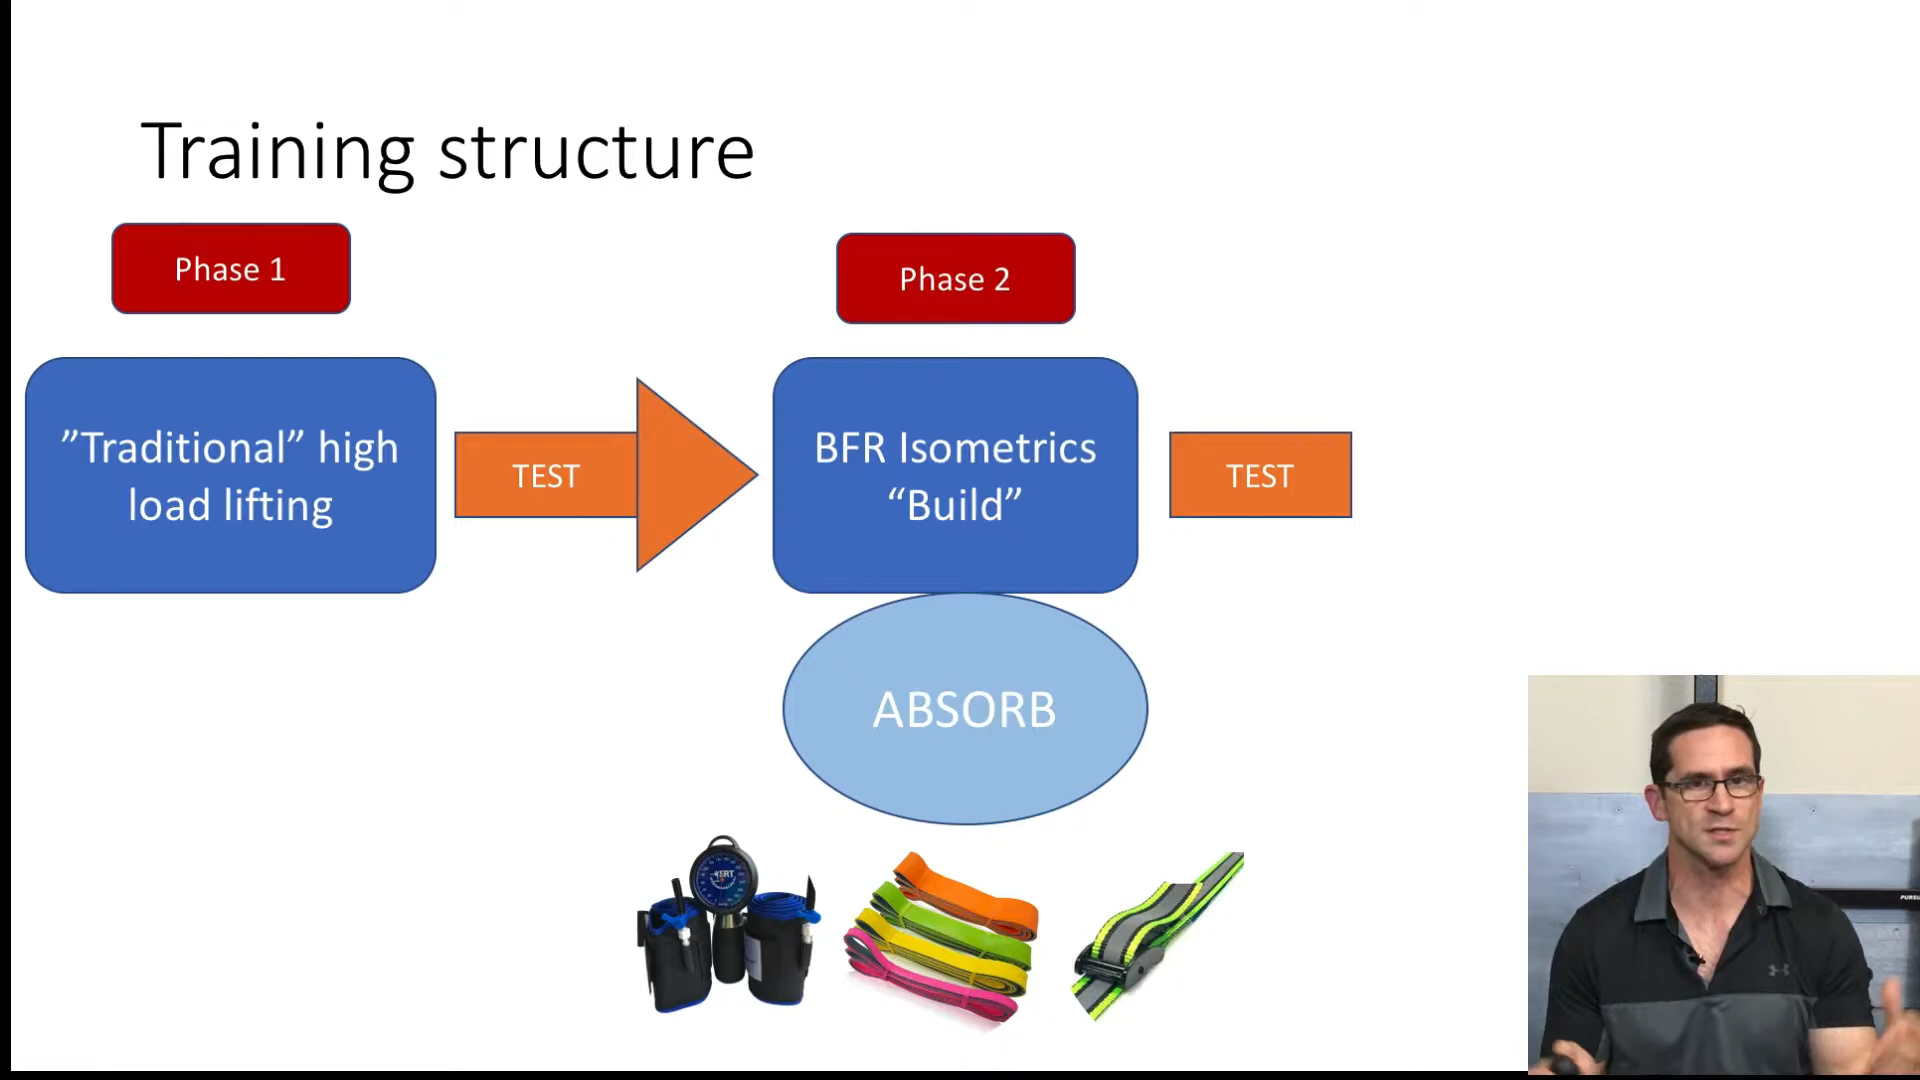 Training structure
Phase 1
Phase 2
”Traditional” high
load lifting
TEST
BFR Isometrics
“Build”
TEST
ABSORB